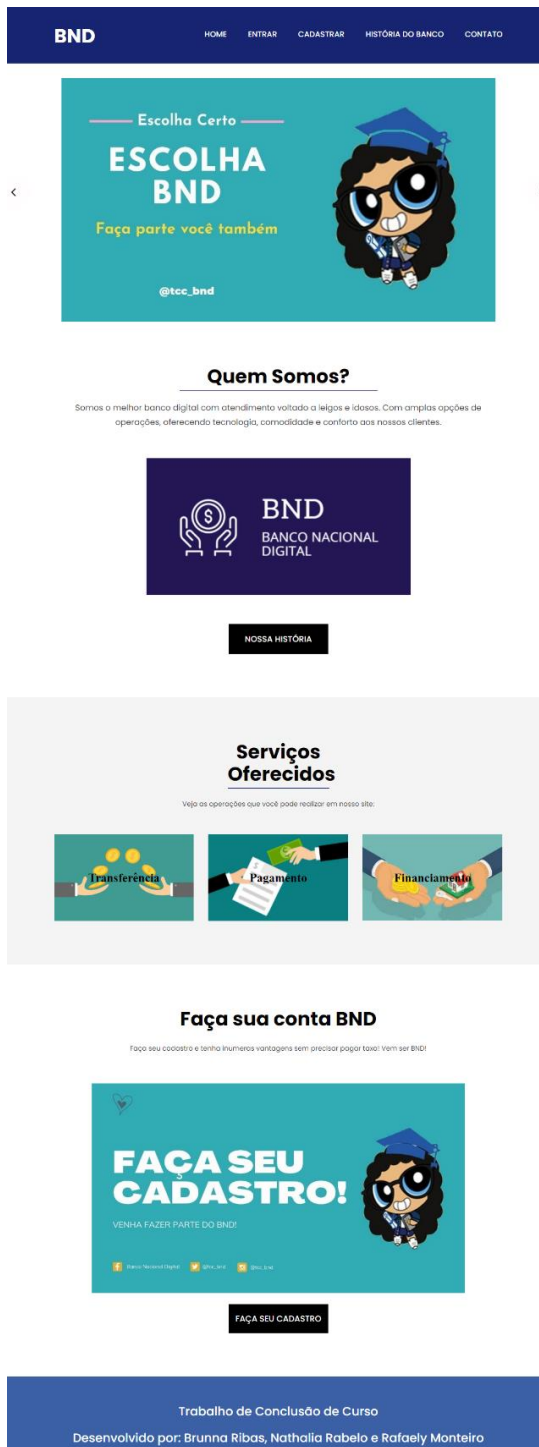 BND
HOME ENTRAR CADASTRAR HISTÓRIA DO BANCO CONTATO
Escolha Certo
ESCOLHA
BND
Faça parte você também
@tcc_bnd
Quem Somos?
Somos o melhor banco digital com atendimento voltado a leigos e idosos. Com amplas opções de
operações, oferecendo tecnologia, comodidade e conforto aos nossos clientes.
BND
BANCO NACIONAL
DIGITAL
NOSSA HISTÓRIA
Serviços
Oferecidos
Veja as operações que você pode realizar em nosso site:
Transferência
Pagamento
Financiamento
Faça sua conta BND
Faça seu cadastro e tenha inumeras vantagens sem precisar pagar taxa! Vem ser BND!
FAÇA SEU
CADASTRO!
VENHA FAZER PARTE DO BND!
Banco Nacional Digital @tcc_bnd @tcc_bnd
FAÇA SEU CADASTRO
Trabalho de Conclusão de Curso
Desenvolvido por: Brunna Ribas, Nathalia Rabelo e Rafaely Monteiro